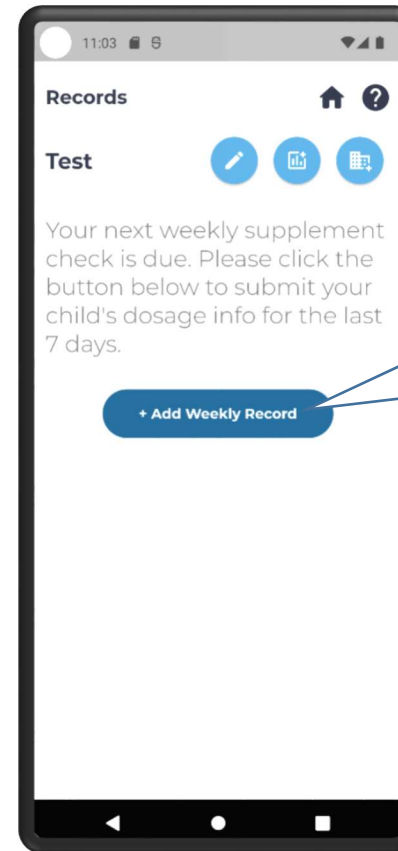 11:03
Records
Test
Your next weekly supplement
check is due. Please click the
button below to submit your
child's dosage info for the last
7 days.
+ Add Weekly Record